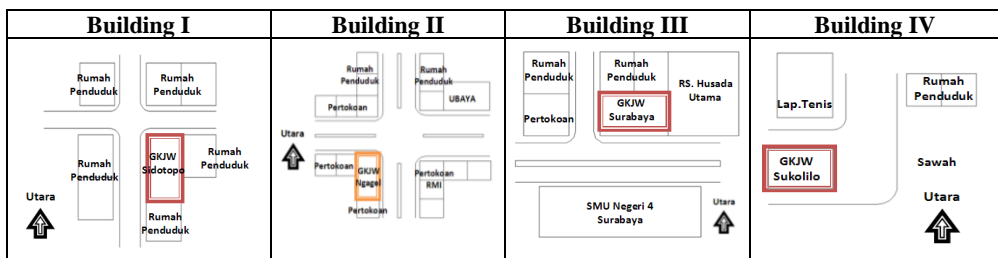 Building I
Building II
Building III
Building IV
Rumah
Penduduk
Rumah
Penduduk
Rumah
Penduduk
GKJW
Sidotopo
Rumah
Penduduk
Rumah
Penduduk
Utara
Rumah
Penduduk
Rumah
Penduduk
Pertokoan
UBAYA
Utara
Pertokoan
GKJW
Ngagel
Pertokoan
RMI
Pertokoan
Rumah
Penduduk
Rumah
Penduduk
RS. Husada
Utama
Pertokoan
GKJW
Surabaya
SMU Negeri 4
Surabaya
Utara
Lap.Tenis
Rumah
Penduduk
GKJW
Sukolilo
Sawah
Utara